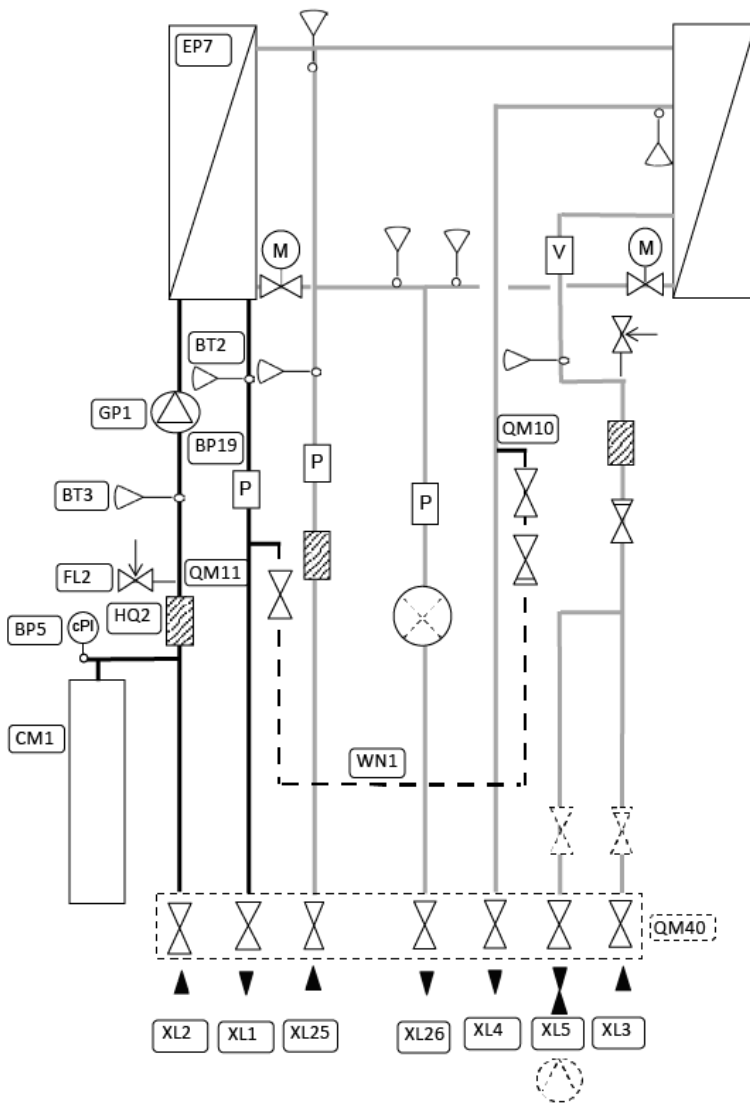 EP7
M
V
M
BT2
GP1
BP19
QM10
P
P
P
BT3
FL2
QM11
HQ2
BP5
cPI
CM1
WN1
QM40
XL2
XL1
XL25
XL26
XL4
XL5
XL3